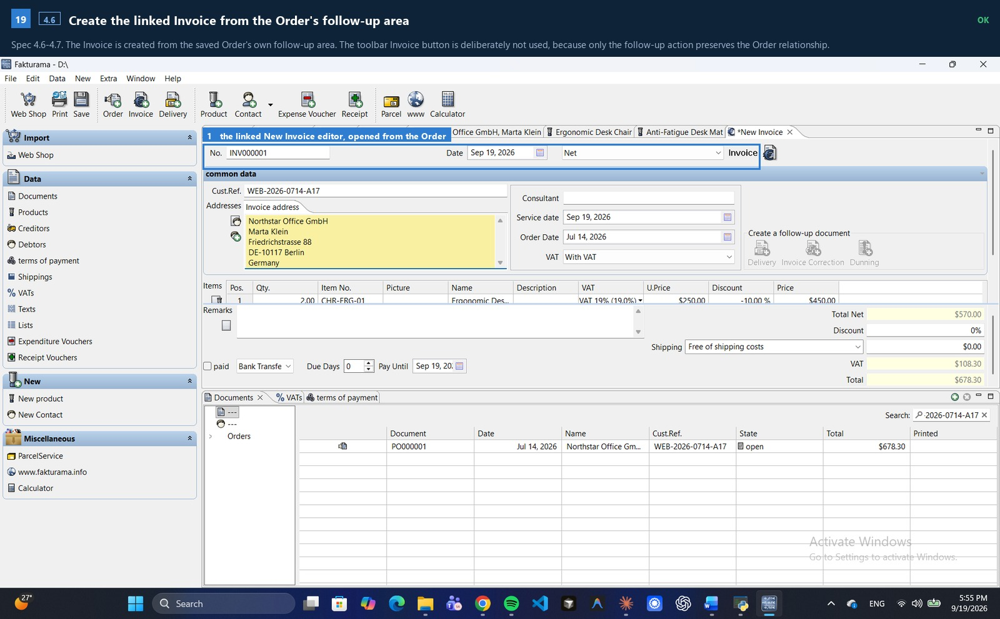 19 4.6 Create the linked Invoice from the Order's follow-up area OK
Spec 4.6-4.7. The Invoice is created from the saved Order's own follow-up area. The toolbar Invoice button is deliberately not used, because only the follow-up action preserves the Order relationship.
Fakturama - D:\
File Edit Data New Extra Window Help
Web Shop Print Save Order Invoice Delivery Product Contact Expense Voucher Receipt Parcel www Calculator
Import
Web Shop
Data
Documents
Products
Creditors
Debtors
terms of payment
Shippings
VATs
Texts
Lists
Expenditure Vouchers
Receipt Vouchers
New
New product
New Contact
Miscellaneous
ParcelService
www.fakturama.info
Calculator
1 the linked New Invoice editor, opened from the Order
Office GmbH, Marta Klein Ergonomic Desk Chair Anti-Fatigue Desk Mat *New Invoice
No. INV000001 Date Sep 19, 2026 Net Invoice
common data
Cust.Ref. WEB-2026-0714-A17
Addresses Invoice address
Northstar Office GmbH
Marta Klein
Friedrichstrasse 88
DE-10117 Berlin
Germany
Consultant
Service date Sep 19, 2026
Order Date Jul 14, 2026
VAT With VAT
Create a follow-up document
Delivery Invoice Correction Dunning
Items Pos. Qty. Item No. Picture Name Description VAT U.Price Discount Price
1 2.00 CHR-ERG-01 Ergonomic Des... VAT 19% (19.0%) $250.00 -10.00 % $450.00
Remarks
Total Net $570.00
Discount 0%
Shipping Free of shipping costs $0.00
VAT $108.30
Total $678.30
paid Bank Transfe Due Days 0 Pay Until Sep 19, 20
Documents VATs terms of payment
Search: 2026-0714-A17
---
---
Orders
Document Date Name Cust.Ref. State Total Printed
PO000001 Jul 14, 2026 Northstar Office Gm... WEB-2026-0714-A17 open $678.30
Activate Windows
Go to Settings to activate Windows.
27°
Search
ENG
5:55 PM
9/19/2026